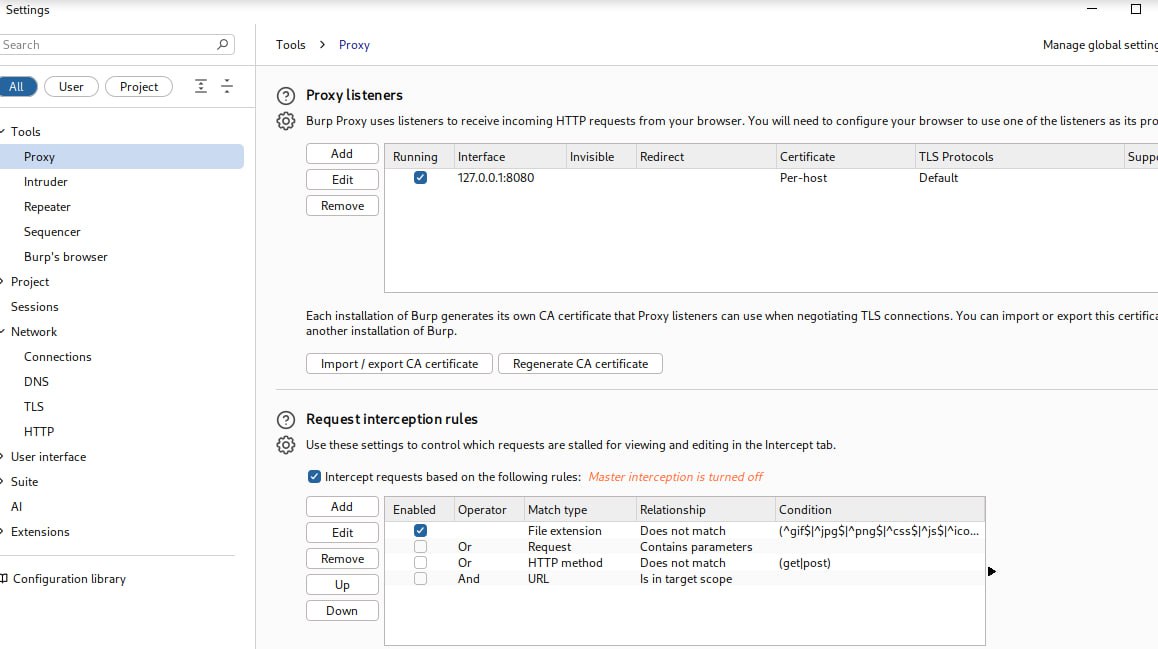 Settings
Search
Tools > Proxy
Manage global setting
All User Project
Tools
Proxy
Intruder
Repeater
Sequencer
Burp's browser
Project
Sessions
Network
Connections
DNS
TLS
HTTP
User interface
Suite
AI
Extensions
Configuration library
Proxy listeners
Burp Proxy uses listeners to receive incoming HTTP requests from your browser. You will need to configure your browser to use one of the listeners as its pro
Add
Edit
Remove
Running Interface Invisible Redirect Certificate TLS Protocols Suppo
127.0.0.1:8080 Per-host Default
Each installation of Burp generates its own CA certificate that Proxy listeners can use when negotiating TLS connections. You can import or export this certifica
another installation of Burp.
Import / export CA certificate Regenerate CA certificate
Request interception rules
Use these settings to control which requests are stalled for viewing and editing in the Intercept tab.
Intercept requests based on the following rules: Master interception is turned off
Add
Edit
Remove
Up
Down
Enabled Operator Match type Relationship Condition
File extension Does not match (^gif$|^jpg$|^png$|^css$|^js$|^ico...
Or Request Contains parameters
Or HTTP method Does not match (get|post)
And URL Is in target scope